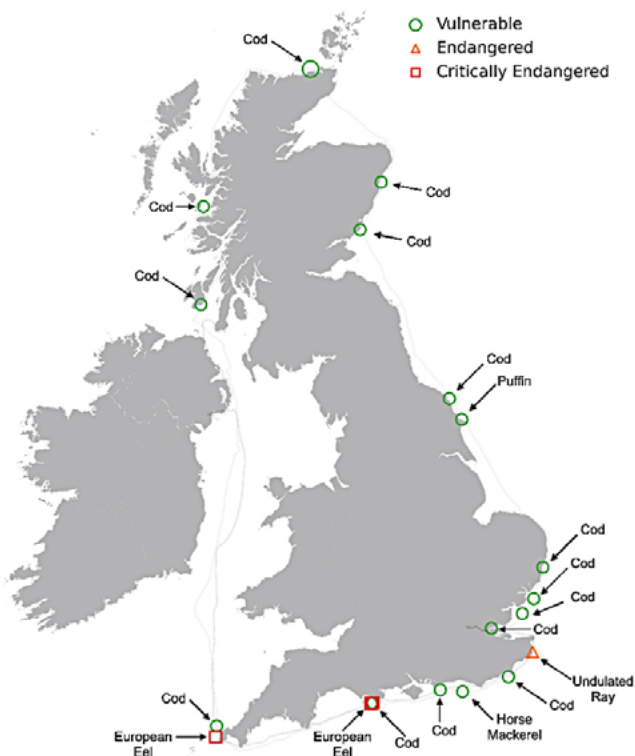 Vulnerable
Endangered
Critically Endangered
Cod
Cod
Cod
Cod
Cod
Cod
Puffin
Cod
Cod
Cod
Cod
Undulated
Ray
Cod
Horse
Mackerel
Cod
Cod
European
Eel
Cod
European
Eel